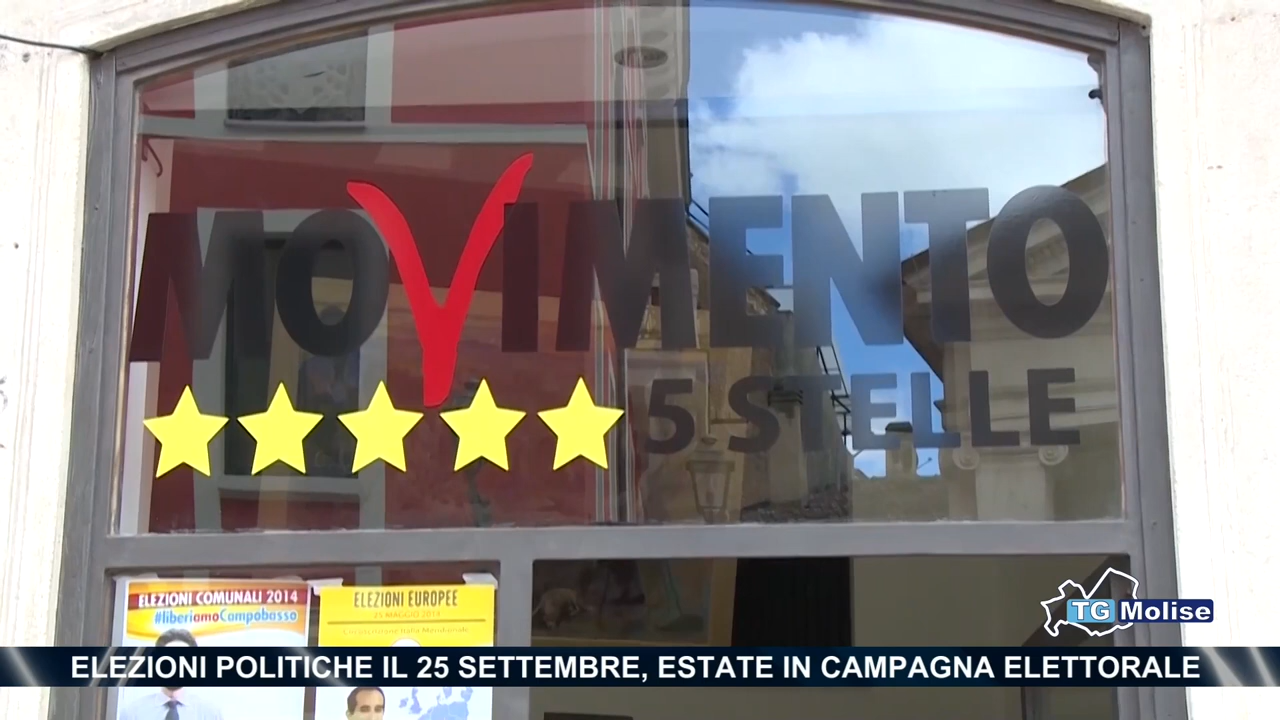 MOVIMENTO
5 STELLE
ELEZIONI COMUNALI 2014
#liberiamoCampobasso
ELEZIONI EUROPEE
25 MAGGIO 2014
TG Molise
ELEZIONI POLITICHE IL 25 SETTEMBRE, ESTATE IN CAMPAGNA ELETTORALE